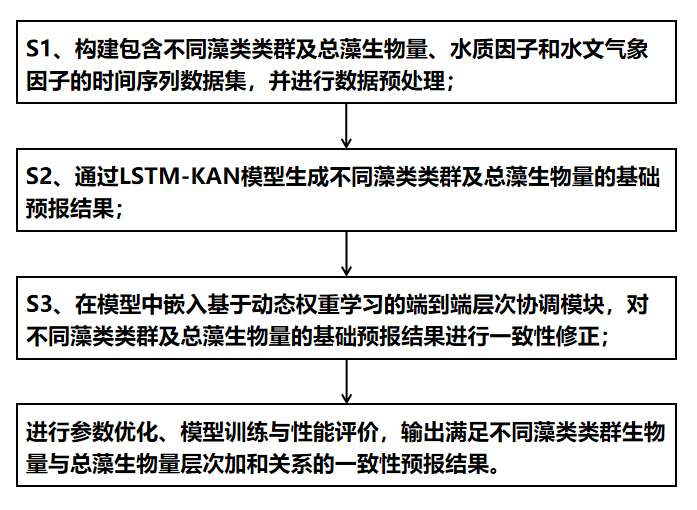 S1、构建包含不同藻类类群及总藻生物量、水质因子和水文气象
因子的时间序列数据集，并进行数据预处理；
S2、通过LSTM-KAN模型生成不同藻类类群及总藻生物量的基础
预报结果；
S3、在模型中嵌入基于动态权重学习的端到端层次协调模块，对
不同藻类类群及总藻生物量的基础预报结果进行一致性修正；
进行参数优化、模型训练与性能评价，输出满足不同藻类类群生物
量与总藻生物量层次加和关系的一致性预报结果。